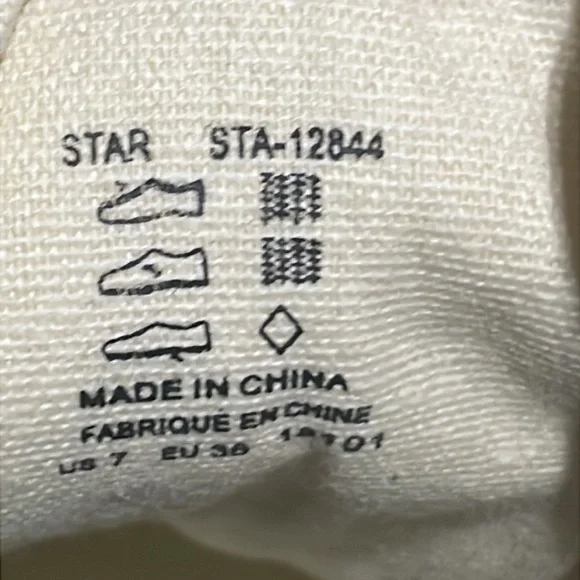 STAR STA-12844
MADE IN CHINA
FABRIQUÉ EN CHINE
US 7 EU 38